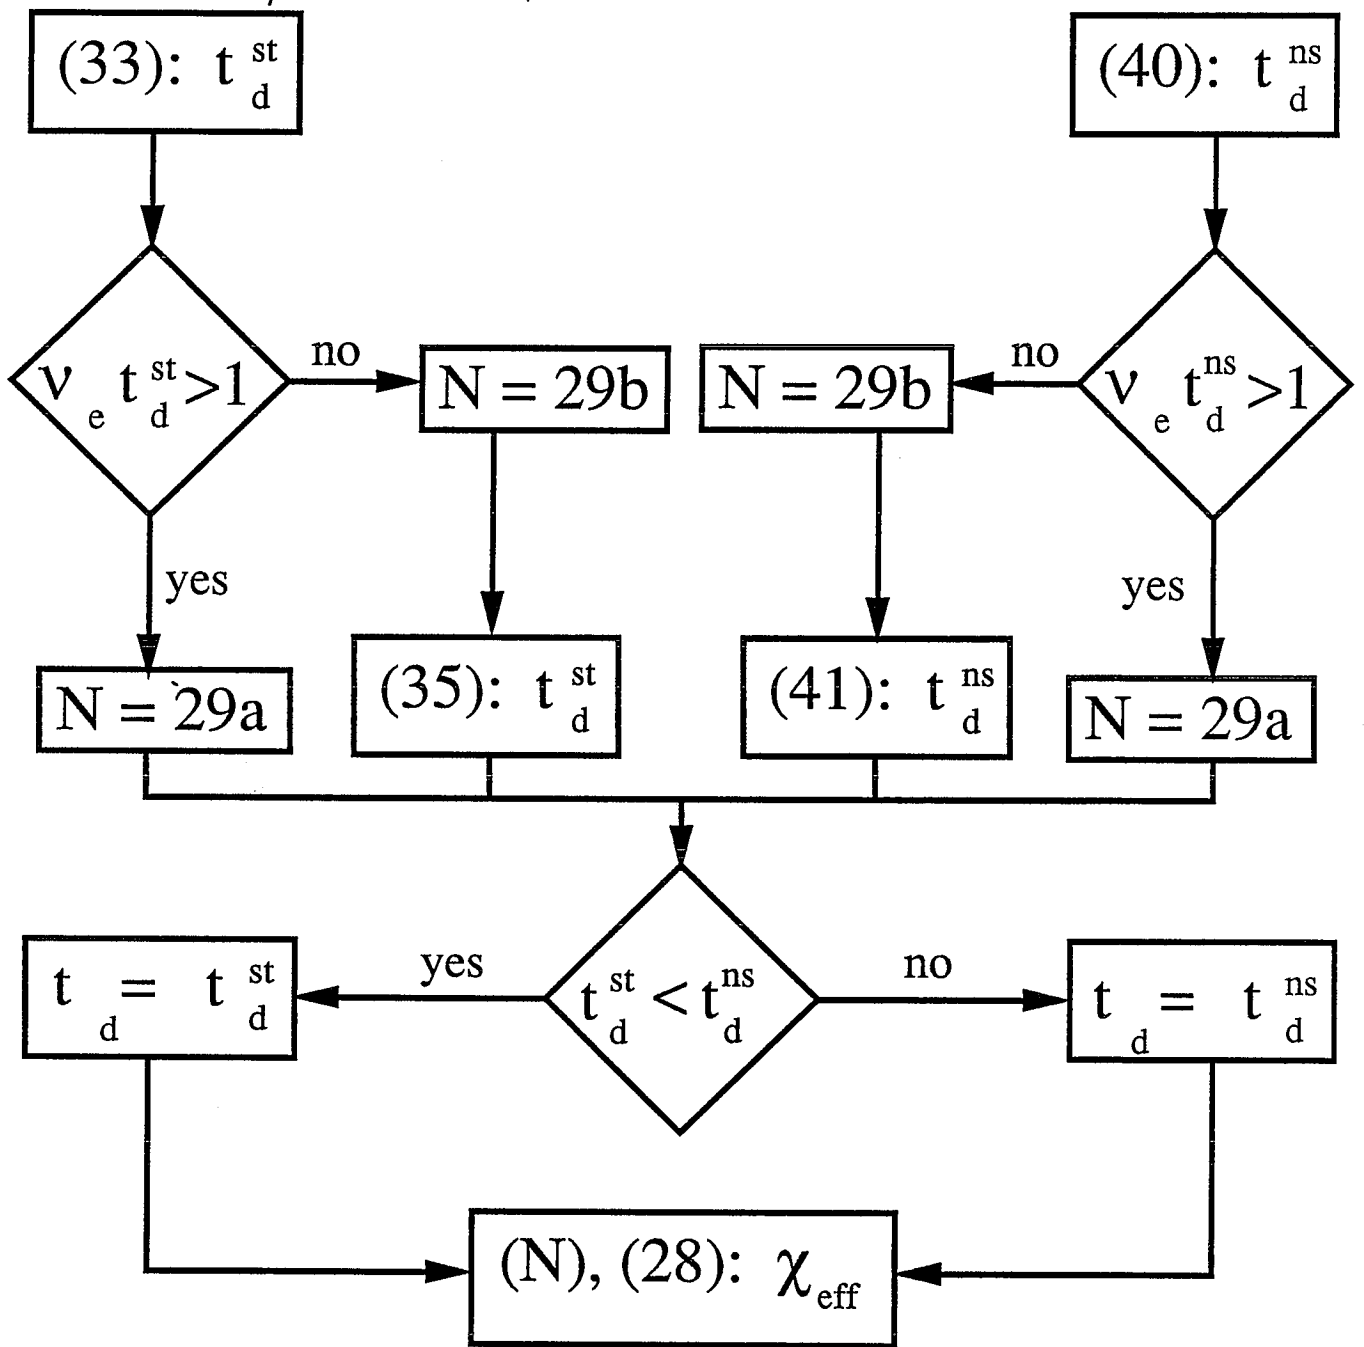 (33): t_d^st
(40): t_d^ns
ν_e t_d^st >1
no
N = 29b
N = 29b
no
ν_e t_d^ns >1
yes
yes
N = 29a
(35): t_d^st
(41): t_d^ns
N = 29a
t_d = t_d^st
yes
t_d^st < t_d^ns
no
t_d = t_d^ns
(N), (28): χ_eff